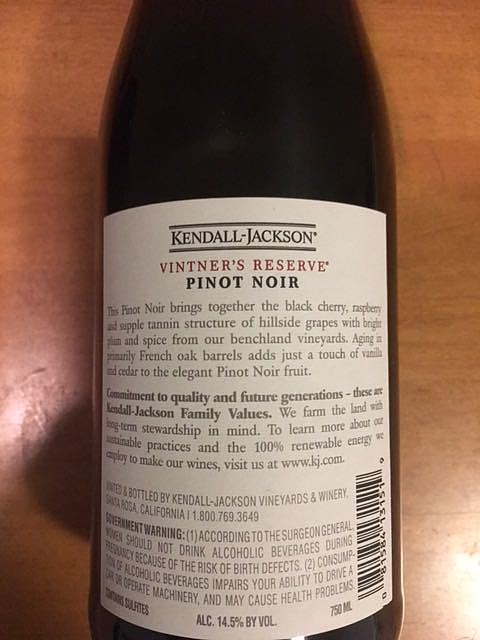 KENDALL-JACKSON®
VINTNER'S RESERVE®
PINOT NOIR
This Pinot Noir brings together the black cherry, raspberry
and supple tannin structure of hillside grapes with bright
plum and spice from our benchland vineyards. Aging in
primarily French oak barrels adds just a touch of vanilla
and cedar to the elegant Pinot Noir fruit.
Commitment to quality and future generations – these are
Kendall-Jackson Family Values. We farm the land with
long-term stewardship in mind. To learn more about our
sustainable practices and the 100% renewable energy we
employ to make our wines, visit us at www.kj.com.
VINTED & BOTTLED BY KENDALL-JACKSON VINEYARDS & WINERY,
SANTA ROSA, CALIFORNIA | 1.800.769.3649
GOVERNMENT WARNING: (1) ACCORDING TO THE SURGEON GENERAL,
WOMEN SHOULD NOT DRINK ALCOHOLIC BEVERAGES DURING
PREGNANCY BECAUSE OF THE RISK OF BIRTH DEFECTS. (2) CONSUMP-
TION OF ALCOHOLIC BEVERAGES IMPAIRS YOUR ABILITY TO DRIVE A
CAR OR OPERATE MACHINERY, AND MAY CAUSE HEALTH PROBLEMS
CONTAINS SULFITES
750 ML
ALC. 14.5% BY VOL.
0 81584 13151 9